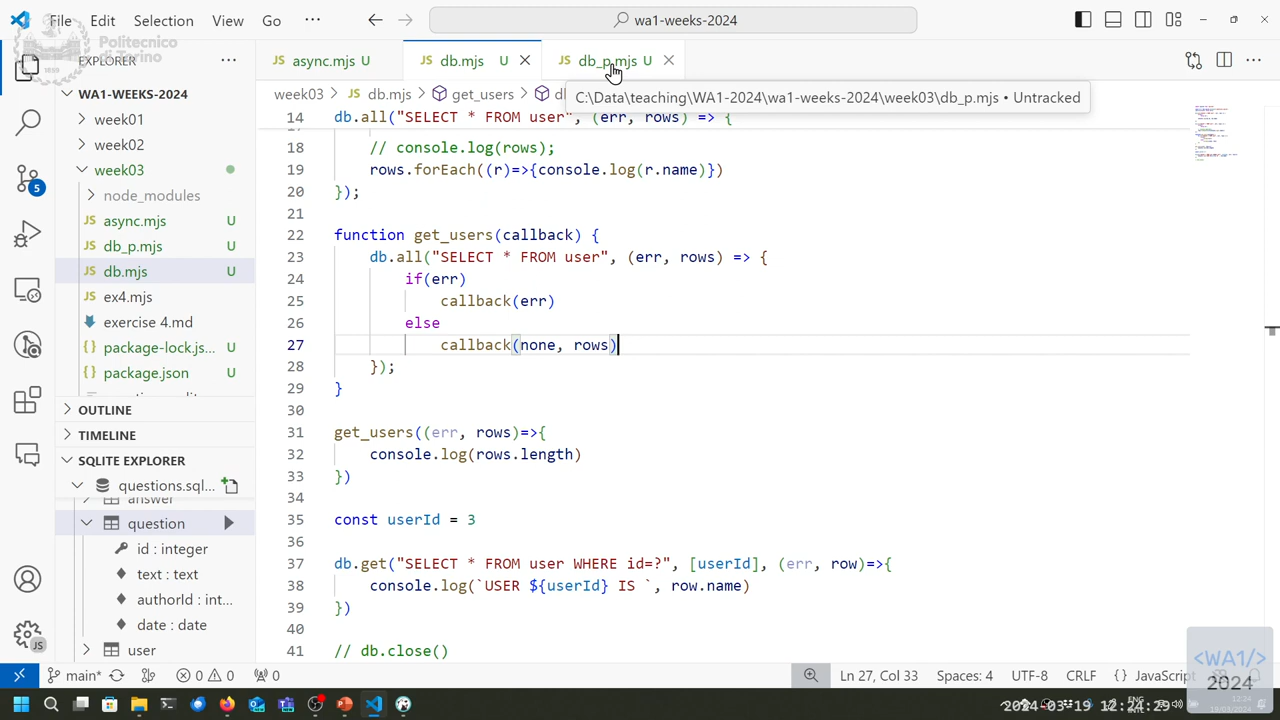 File Edit Selection View Go ··· wa1-weeks-2024
Politecnico
di Torino
EXPLORER ···
JS async.mjs U
JS db.mjs U
JS db_p.mjs U
WA1-WEEKS-2024
week03 > JS db.mjs > get_users >
C:\Data\teaching\WA1-2024\wa1-weeks-2024\week03\db_p.mjs • Untracked
week01
week02
week03
node_modules
JS async.mjs U
JS db_p.mjs U
JS db.mjs U
JS ex4.mjs
exercise 4.md
{} package-lock.js... U
{} package.json U
OUTLINE
TIMELINE
SQLITE EXPLORER
questions.sql...
answer
question
id : integer
text : text
authorId : int...
date : date
user
5
JS
14 db.all("SELECT * FROM user", (err, rows) => {
18 // console.log(rows);
19 rows.forEach((r)=>{console.log(r.name)})
20 });
21
22 function get_users(callback) {
23 db.all("SELECT * FROM user", (err, rows) => {
24 if(err)
25 callback(err)
26 else
27 callback(none, rows)
28 });
29 }
30
31 get_users((err, rows)=>{
32 console.log(rows.length)
33 })
34
35 const userId = 3
36
37 db.get("SELECT * FROM user WHERE id=?", [userId], (err, row)=>{
38 console.log(`USER ${userId} IS `, row.name)
39 })
40
41 // db.close()
<WA1/>
2024
main* 0 0 0 Ln 27, Col 33 Spaces: 4 UTF-8 CRLF {} JavaScript
2024-03-19 12:24:25